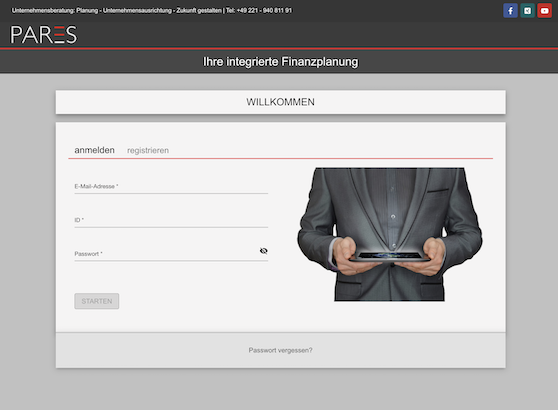 Unternehmensberatung: Planung - Unternehmensausrichtung - Zukunft gestalten | Tel: +49 221 - 940 811 91
PARES
Ihre integrierte Finanzplanung
WILLKOMMEN
anmelden registrieren
E-Mail-Adresse *
ID *
Passwort *
STARTEN
Passwort vergessen?